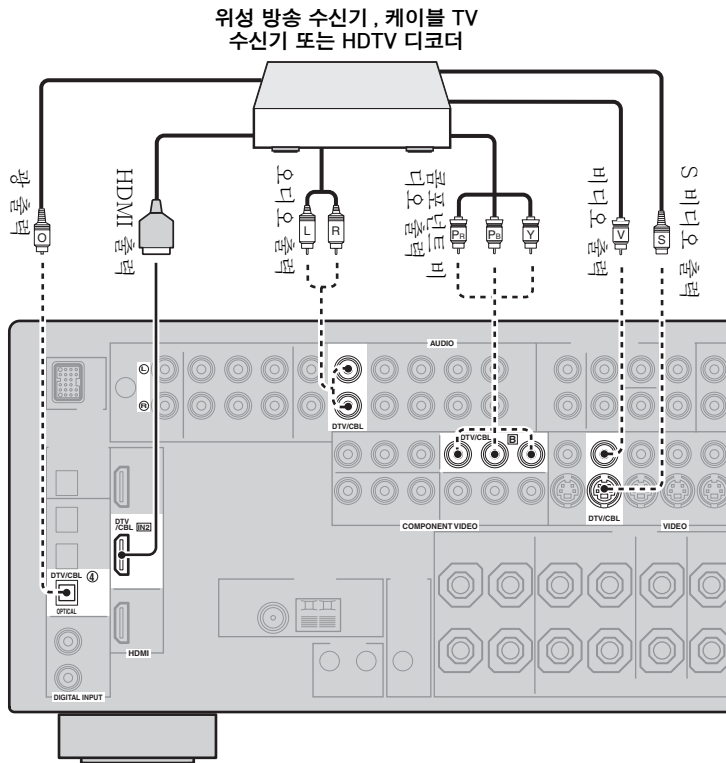 위성 방송 수신기 , 케이블 TV
수신기 또는 HDTV 디코더
광 출력
HDMI 출력
오디오 출력
컴포넌트 비
디오 출력
비디오 출력
S 비디오 출력
O
L
R
PR
PB
Y
V
S
AUDIO
L
R
DTV/CBL
DTV/CBL
B
DTV
/CBL
IN2
COMPONENT VIDEO
DTV/CBL
VIDEO
DTV/CBL
④
OPTICAL
HDMI
DIGITAL INPUT